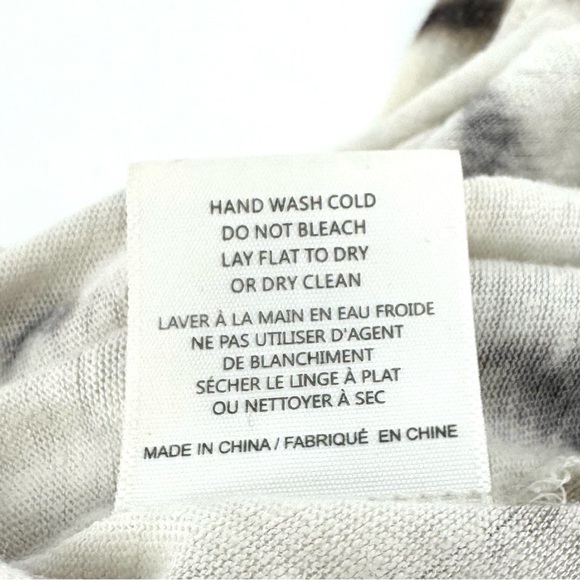 HAND WASH COLD
DO NOT BLEACH
LAY FLAT TO DRY
OR DRY CLEAN
LAVER À LA MAIN EN EAU FROIDE
NE PAS UTILISER D'AGENT
DE BLANCHIMENT
SÉCHER LE LINGE À PLAT
OU NETTOYER À SEC
MADE IN CHINA / FABRIQUÉ EN CHINE